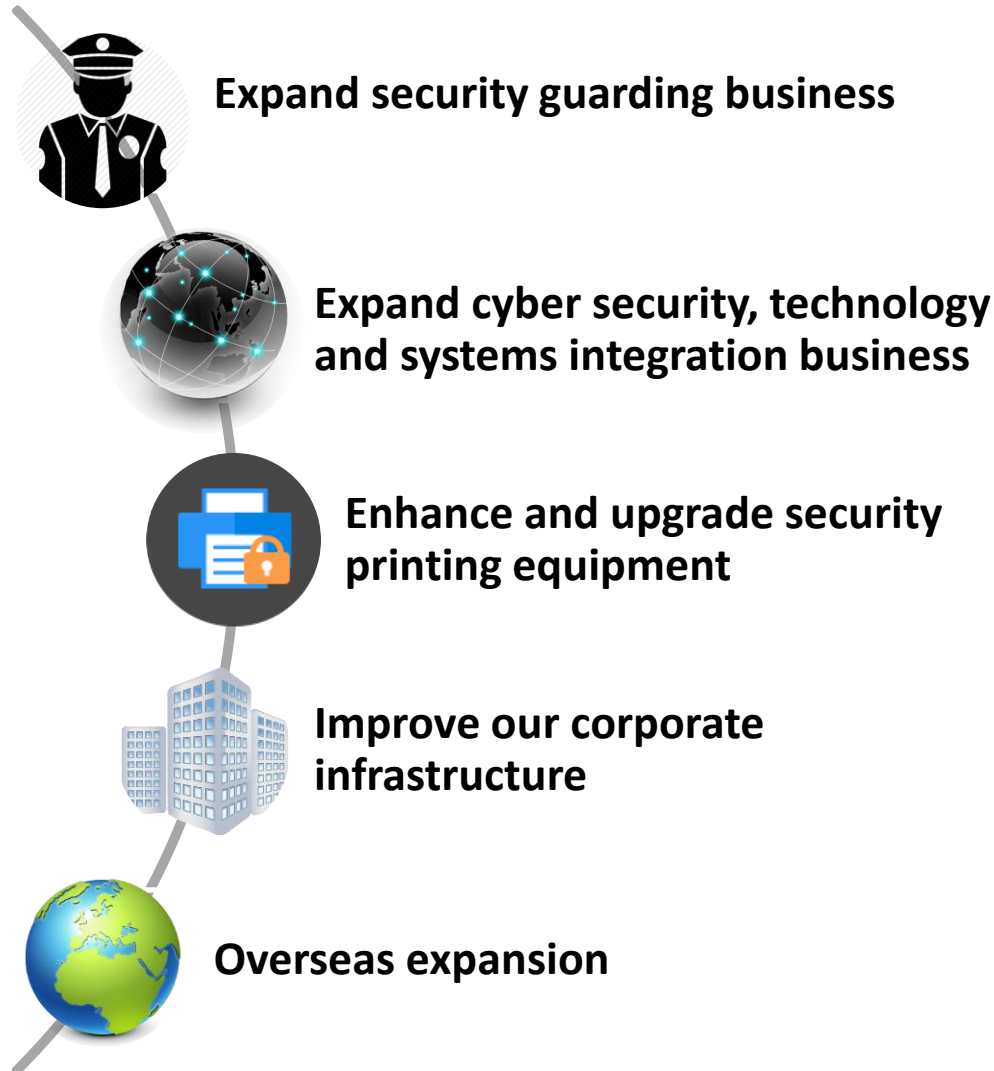 Expand security guarding business
Expand cyber security, technology
and systems integration business
Enhance and upgrade security
printing equipment
Improve our corporate
infrastructure
Overseas expansion